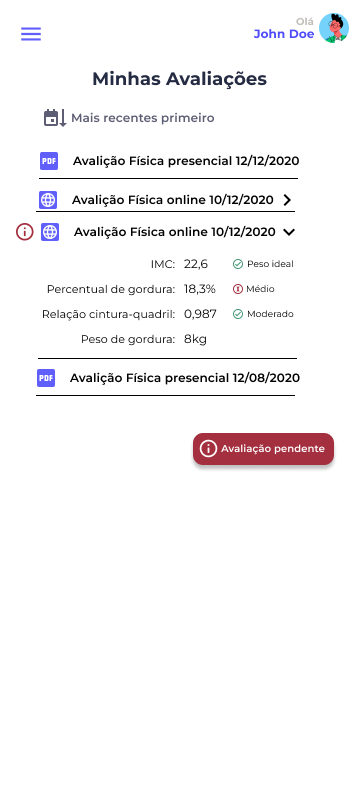 Olá
John Doe
Minhas Avaliações
Mais recentes primeiro
PDF Avalição Física presencial 12/12/2020
Avalição Física online 10/12/2020
Avalição Física online 10/12/2020
IMC: 22,6 Peso ideal
Percentual de gordura: 18,3% Médio
Relação cintura-quadril: 0,987 Moderado
Peso de gordura: 8kg
PDF Avalição Física presencial 12/08/2020
Avaliação pendente